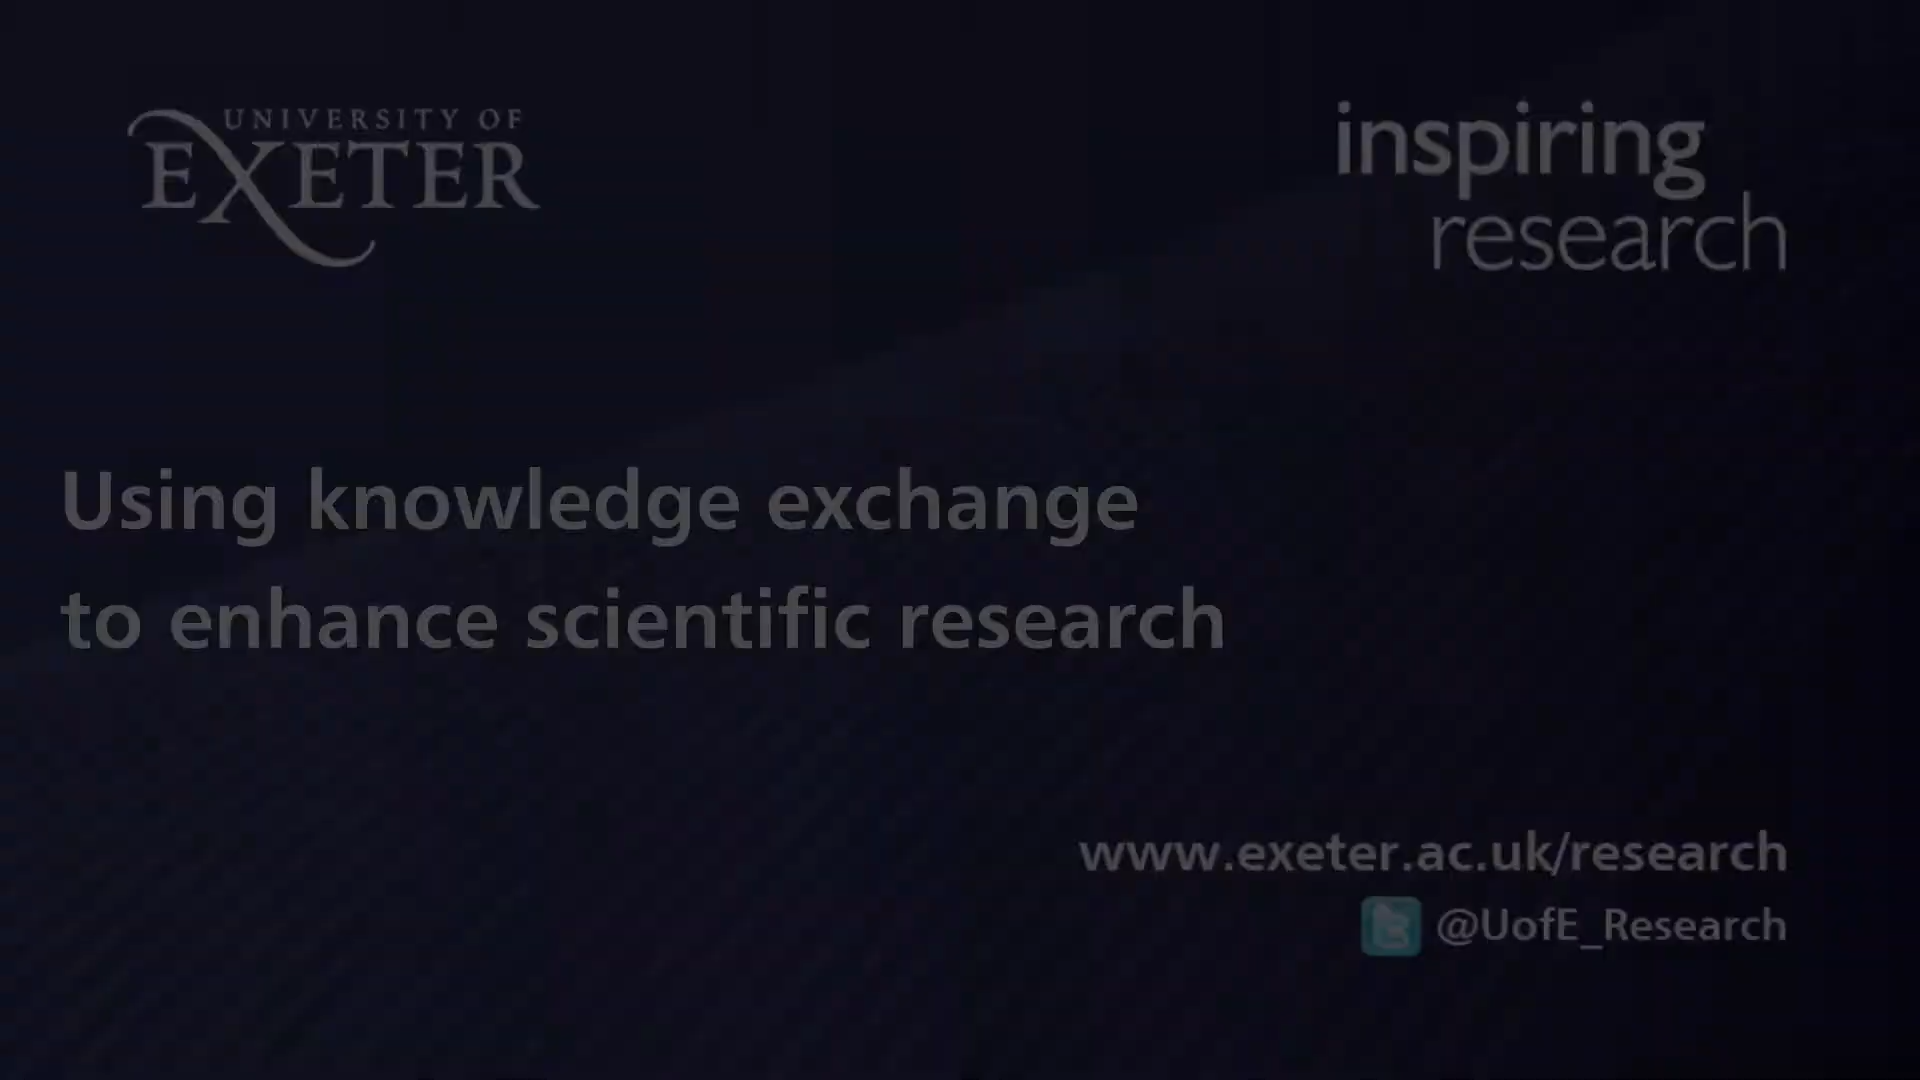 UNIVERSITY OF
EXETER
inspiring
research
Using knowledge exchange
to enhance scientific research
www.exeter.ac.uk/research
@UofE_Research